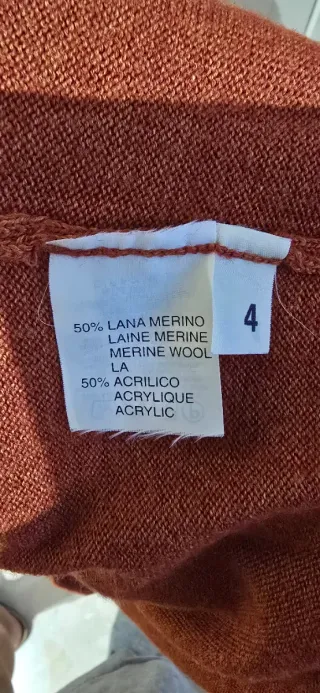 50% LANA MERINO
LAINE MERINE
MERINE WOOL
LA
50% ACRILICO
ACRYLIQUE
ACRYLIC
4